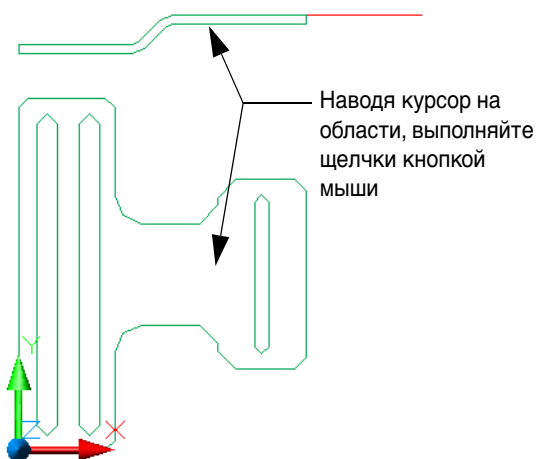 Наводя курсор на
области, выполняйте
щелчки кнопкой
мыши
Y
Z
X